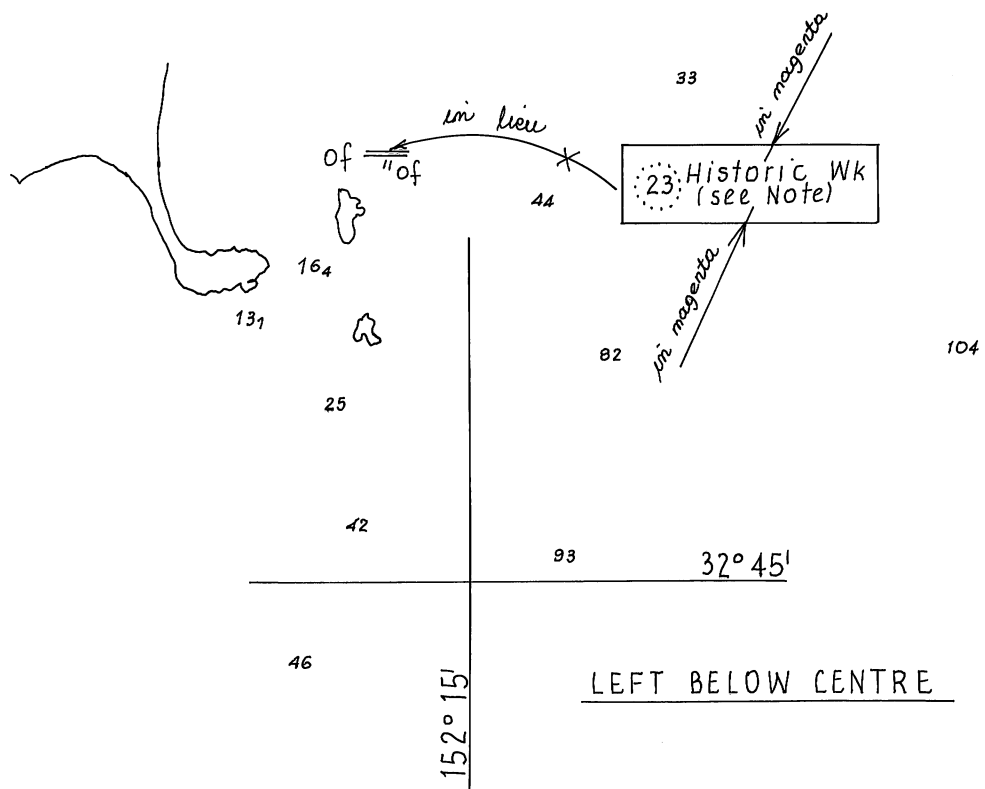 in magenta
33
in lieu
Of "Of
23 Historic Wk
(see Note)
44
16₄
13₁
in magenta
82
104
25
42
93
32° 45'
46
152° 15'
LEFT BELOW CENTRE